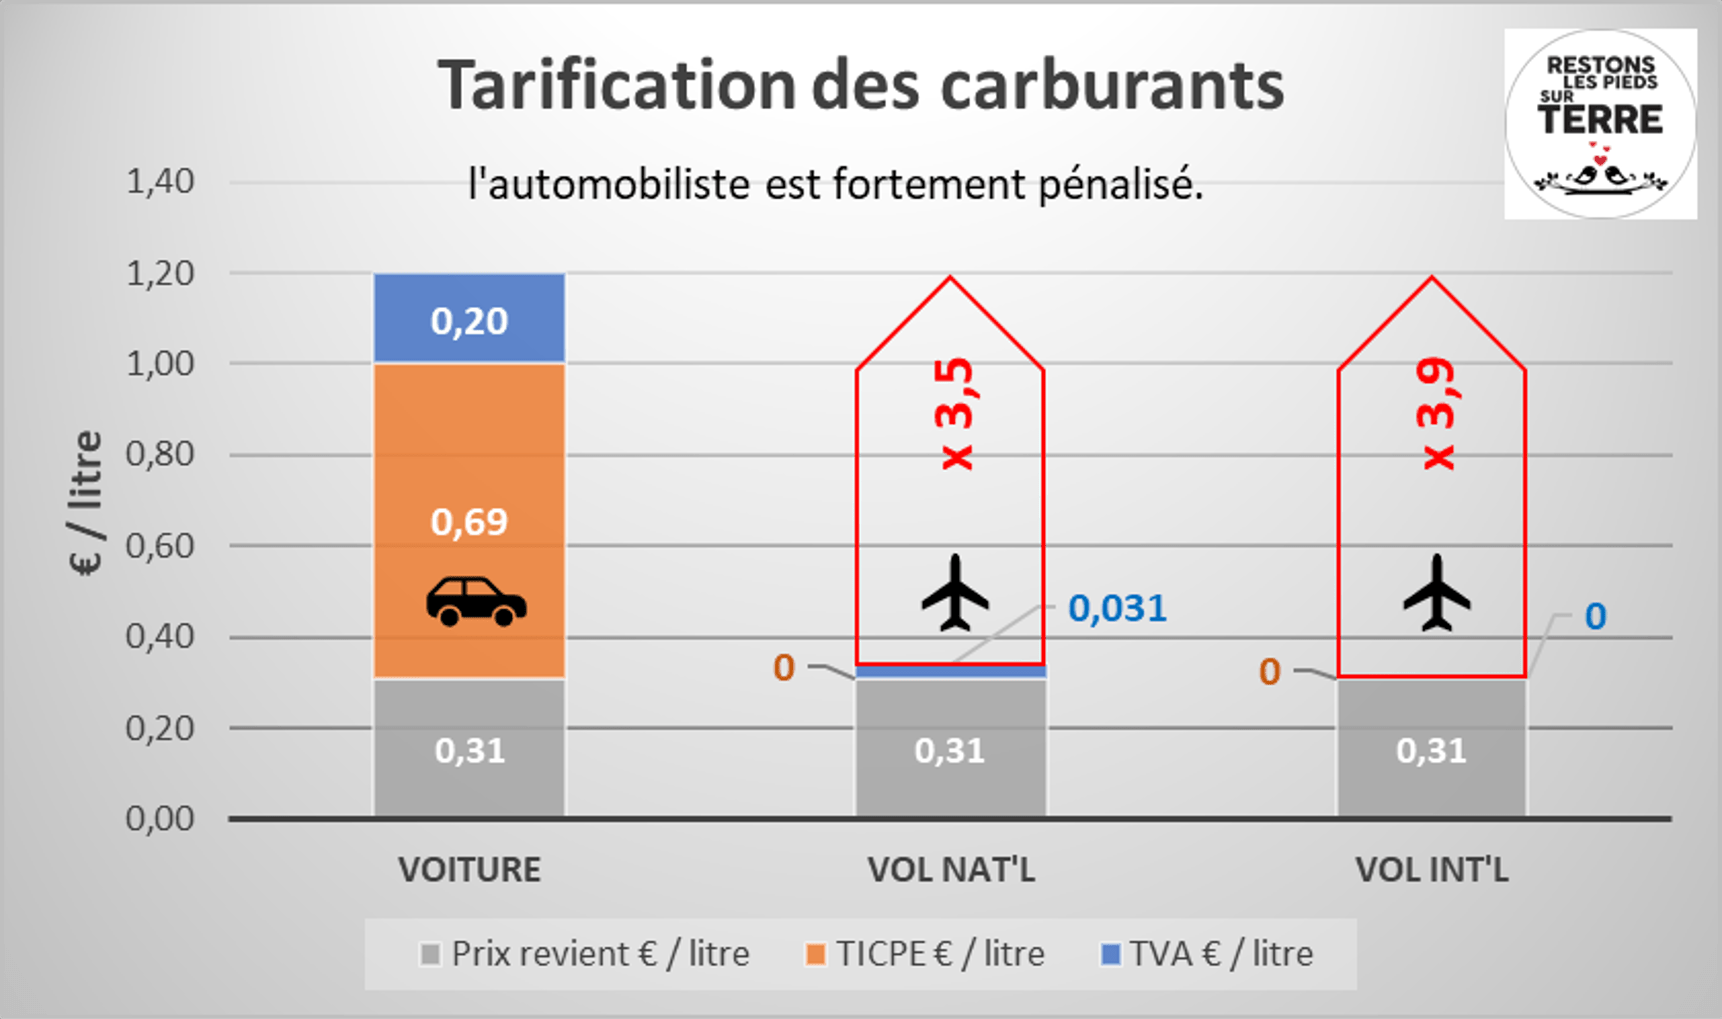 Tarification des carburants
RESTONS
LES PIEDS
SUR
TERRE
l'automobiliste est fortement pénalisé.
€ / litre
1,40
1,20
1,00
0,80
0,60
0,40
0,20
0,00
0,20
0,69
0,31
x 3,5
0,031
0
0,31
x 3,9
0
0
0,31
VOITURE
VOL NAT'L
VOL INT'L
Prix revient € / litre
TICPE € / litre
TVA € / litre